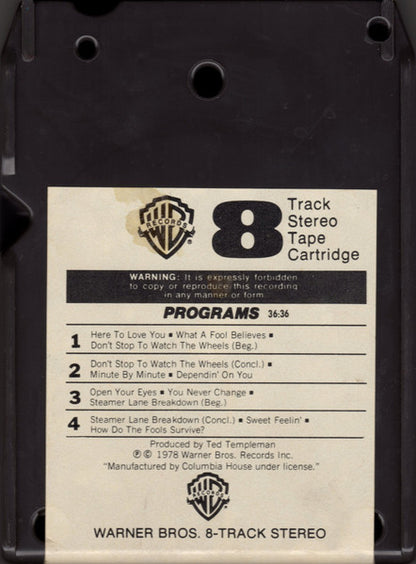 RECORDS
8
Track
Stereo
Tape
Cartridge
WARNING: It is expressly forbidden
to copy or reproduce this recording
in any manner or form.
PROGRAMS 36:36
1 Here To Love You ▪ What A Fool Believes ▪
Don't Stop To Watch The Wheels (Beg.)
2 Don't Stop To Watch The Wheels (Concl.) ▪
Minute By Minute ▪ Dependin' On You
3 Open Your Eyes ▪ You Never Change ▪
Steamer Lane Breakdown (Beg.)
4 Steamer Lane Breakdown (Concl.) ▪ Sweet Feelin' ▪
How Do The Fools Survive?
Produced by Ted Templeman
℗ © 1978 Warner Bros. Records Inc.
"Manufactured by Columbia House under license."
RECORDS
WARNER BROS. 8-TRACK STEREO